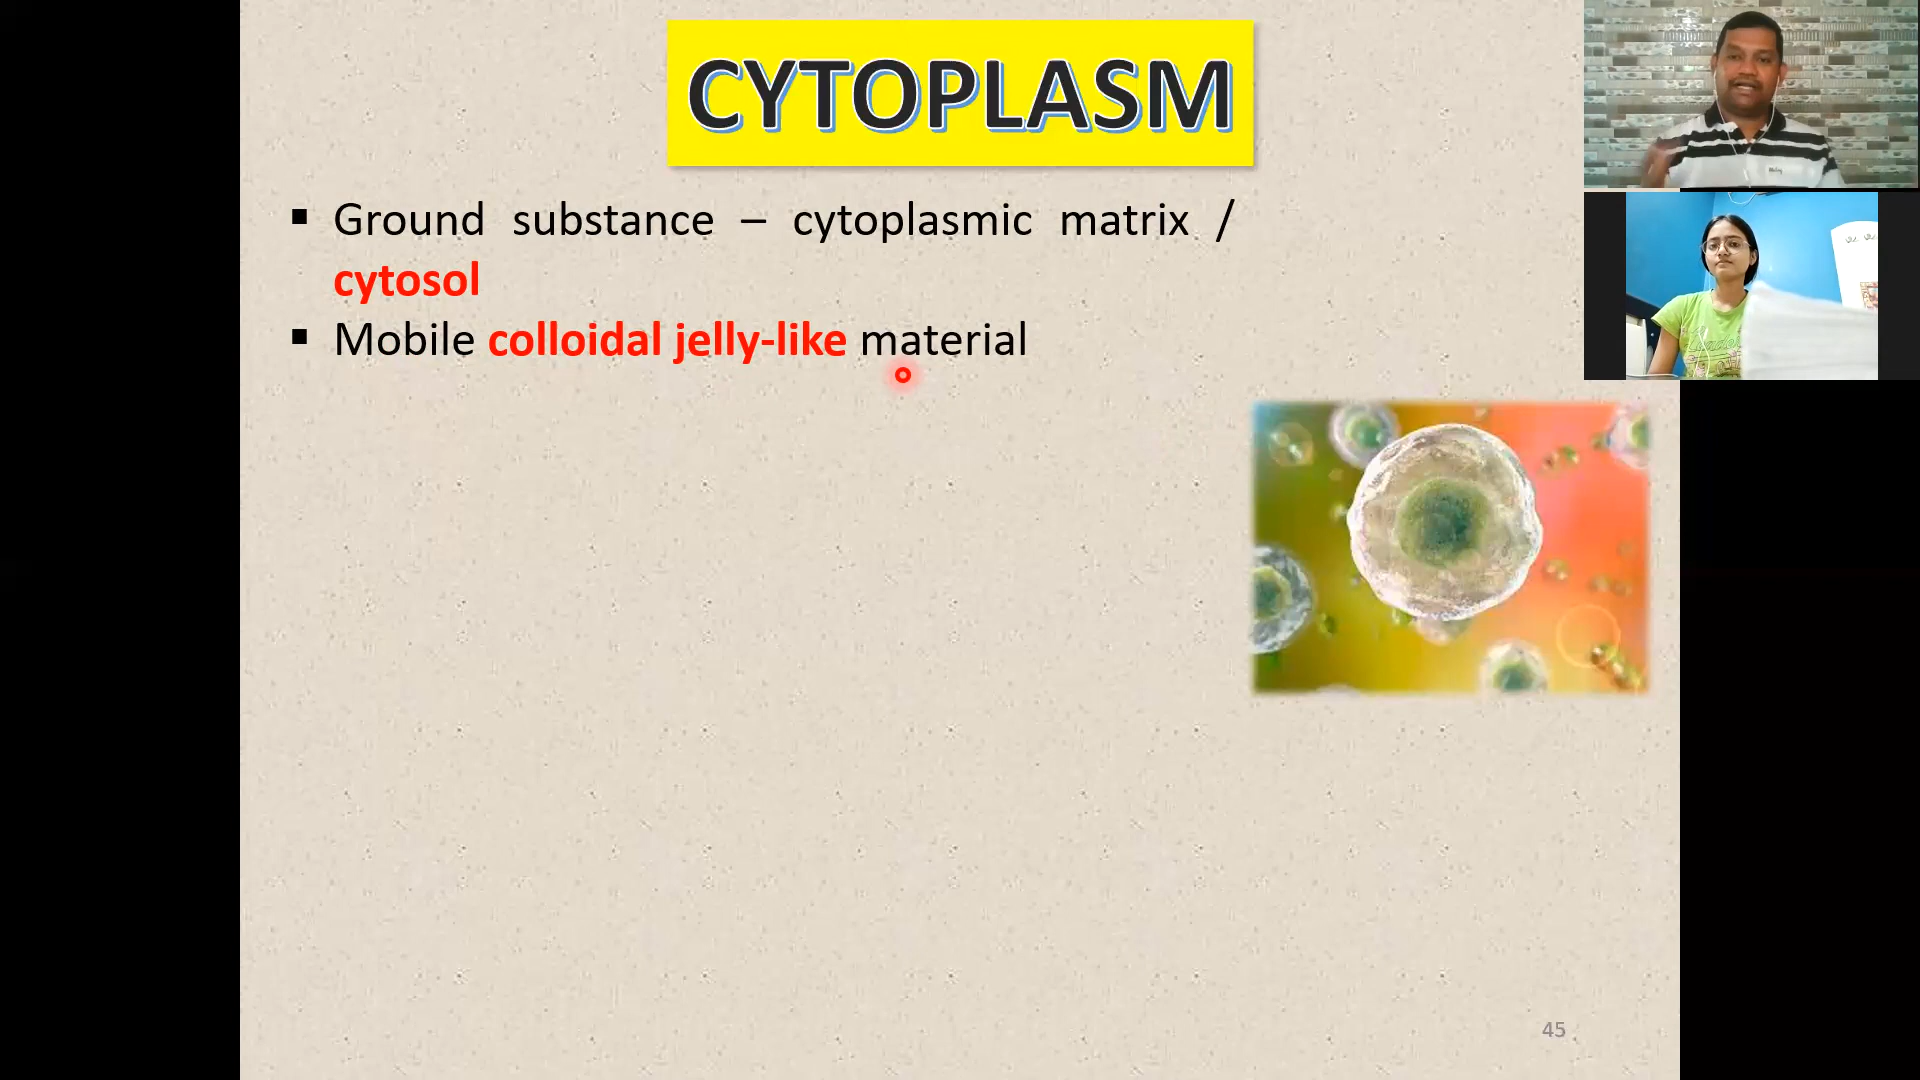 CYTOPLASM
▪ Ground substance – cytoplasmic matrix /
cytosol
▪ Mobile colloidal jelly-like material
45